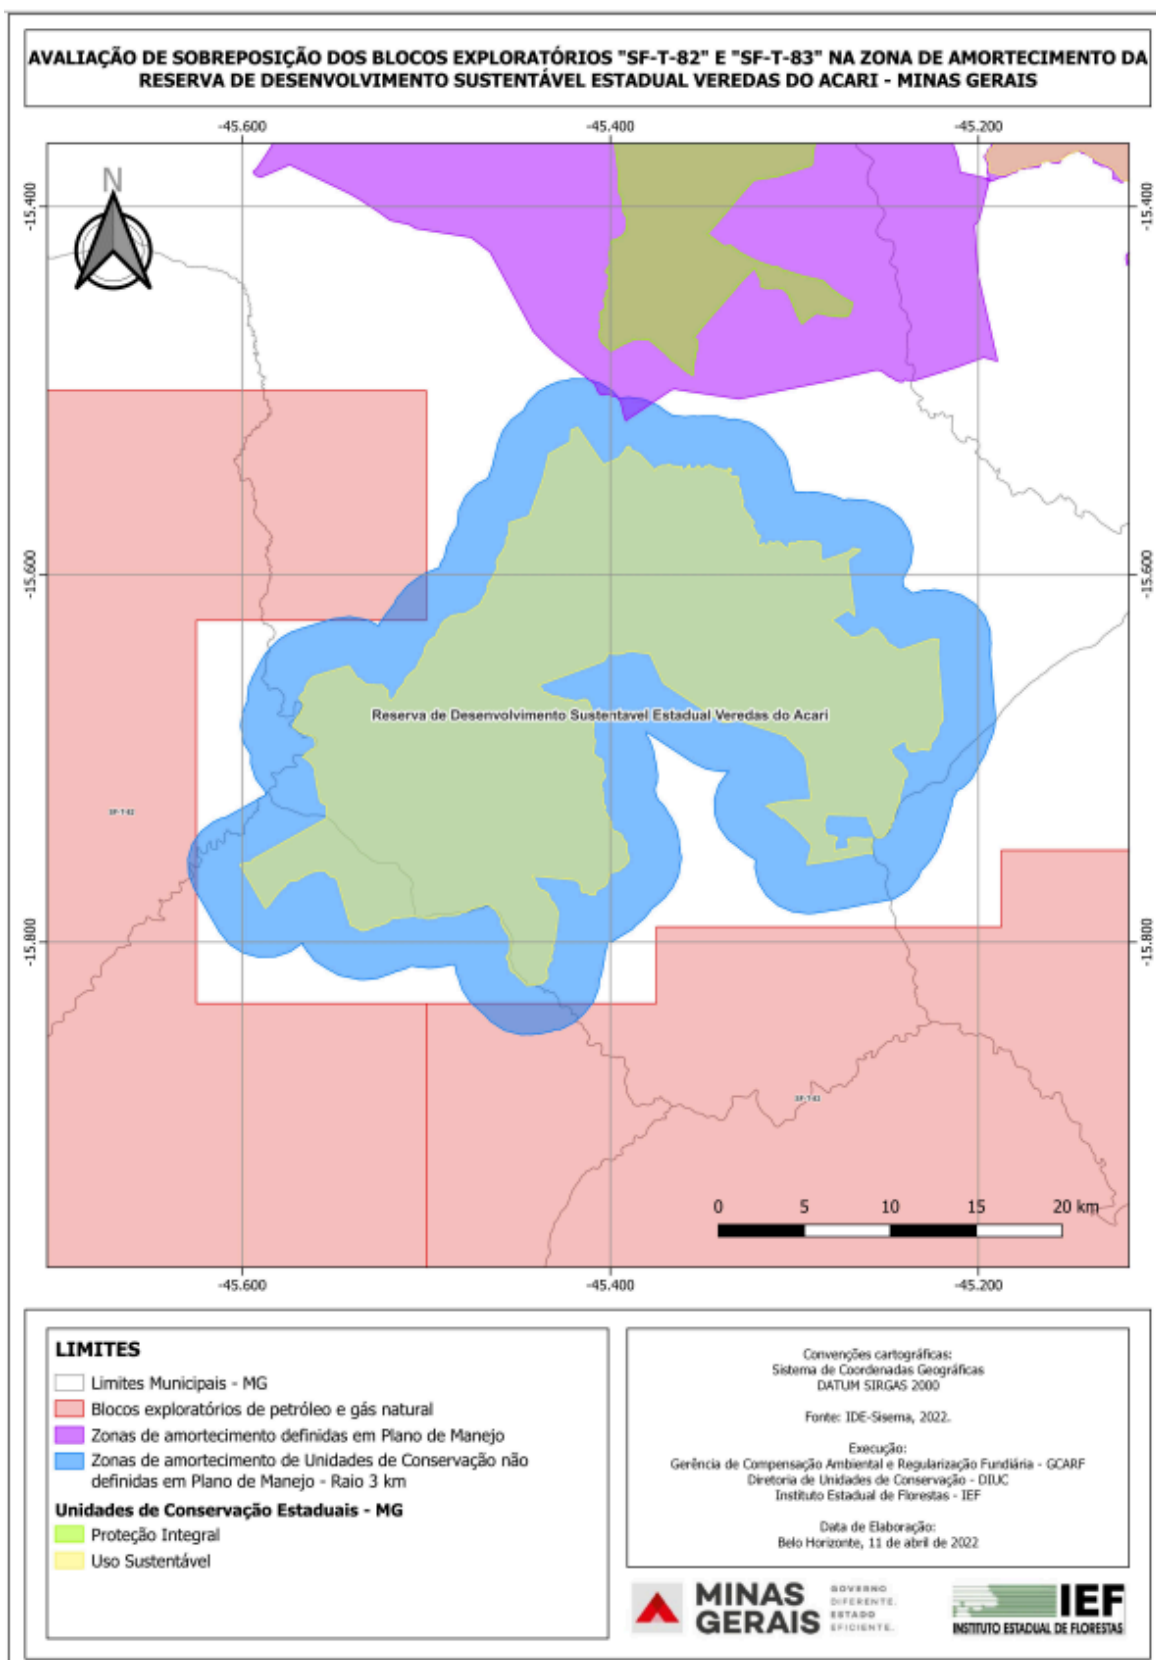 AVALIAÇÃO DE SOBREPOSIÇÃO DOS BLOCOS EXPLORATÓRIOS "SF-T-82" E "SF-T-83" NA ZONA DE AMORTECIMENTO DA
RESERVA DE DESENVOLVIMENTO SUSTENTÁVEL ESTADUAL VEREDAS DO ACARI - MINAS GERAIS
-45.600 -45.400 -45.200
N
-15.400 -15.400
-15.600 -15.600
Reserva de Desenvolvimento Sustentavel Estadual Veredas do Acari
SF-T-82
-15.800 -15.800
SF-T-83
0 5 10 15 20 km
-45.600 -45.400 -45.200
LIMITES
Limites Municipais - MG
Blocos exploratórios de petróleo e gás natural
Zonas de amortecimento definidas em Plano de Manejo
Zonas de amortecimento de Unidades de Conservação não
definidas em Plano de Manejo - Raio 3 km
Unidades de Conservação Estaduais - MG
Proteção Integral
Uso Sustentável
Convenções cartográficas:
Sistema de Coordenadas Geográficas
DATUM SIRGAS 2000
Fonte: IDE-Sisema, 2022.
Execução:
Gerência de Compensação Ambiental e Regularização Fundiária - GCARF
Diretoria de Unidades de Conservação - DIUC
Instituto Estadual de Florestas - IEF
Data de Elaboração:
Belo Horizonte, 11 de abril de 2022
MINAS
GERAIS
GOVERNO
DIFERENTE.
ESTADO
EFICIENTE.
IEF
INSTITUTO ESTADUAL DE FLORESTAS